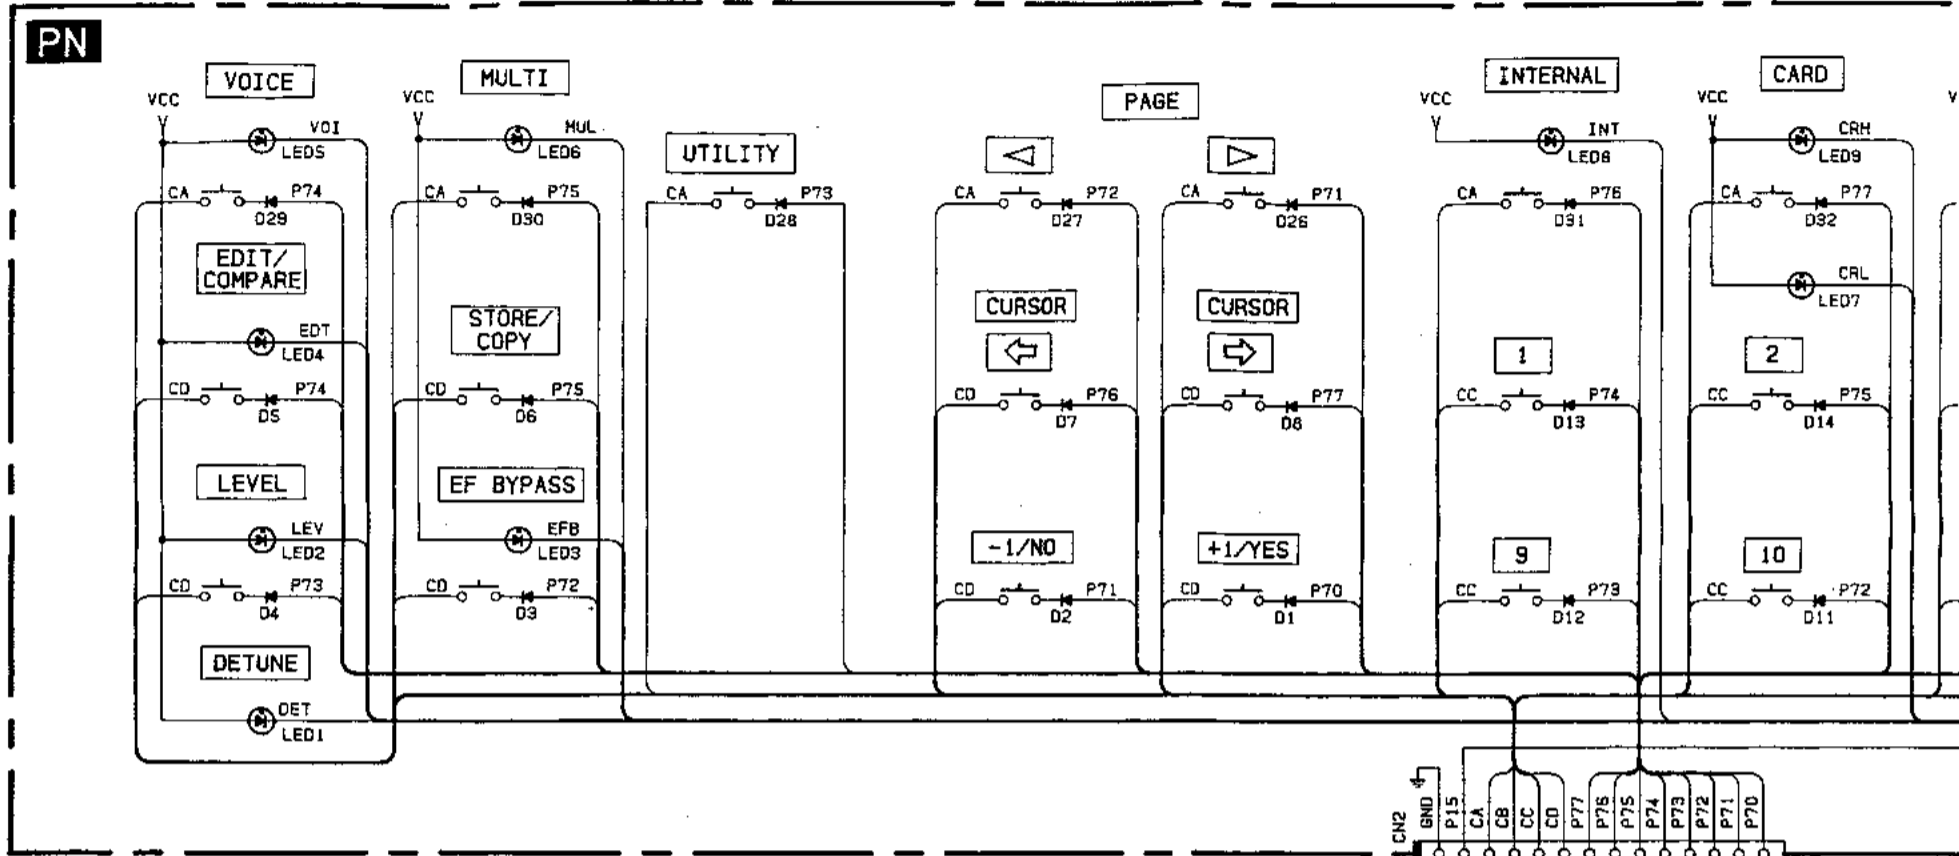 PN
VOICE
MULTI
PAGE
INTERNAL
CARD
VCC
VCC
VCC
VCC
V
VOI
LED5
MUL
LED6
UTILITY
INT
LED8
CRH
LED9
CA
P74
D29
CA
P75
D30
CA
P73
D28
CA
P72
D27
CA
P71
D26
CA
P76
D31
CA
P77
D32
EDIT/
COMPARE
STORE/
COPY
CURSOR
CURSOR
CRL
LED7
EDT
LED4
1
2
CD
P74
D5
CD
P75
D6
CD
P76
D7
CD
P77
D8
CC
P74
D13
CC
P75
D14
LEVEL
EF BYPASS
LEV
LED2
EFB
LED3
-1/NO
+1/YES
9
10
CD
P73
D4
CD
P72
D3
CD
P71
D2
CD
P70
D1
CC
P73
D12
CC
P72
D11
DETUNE
DET
LED1
CN2
GND
P15
CA
CB
CC
CD
P77
P76
P75
P74
P73
P72
P71
P70